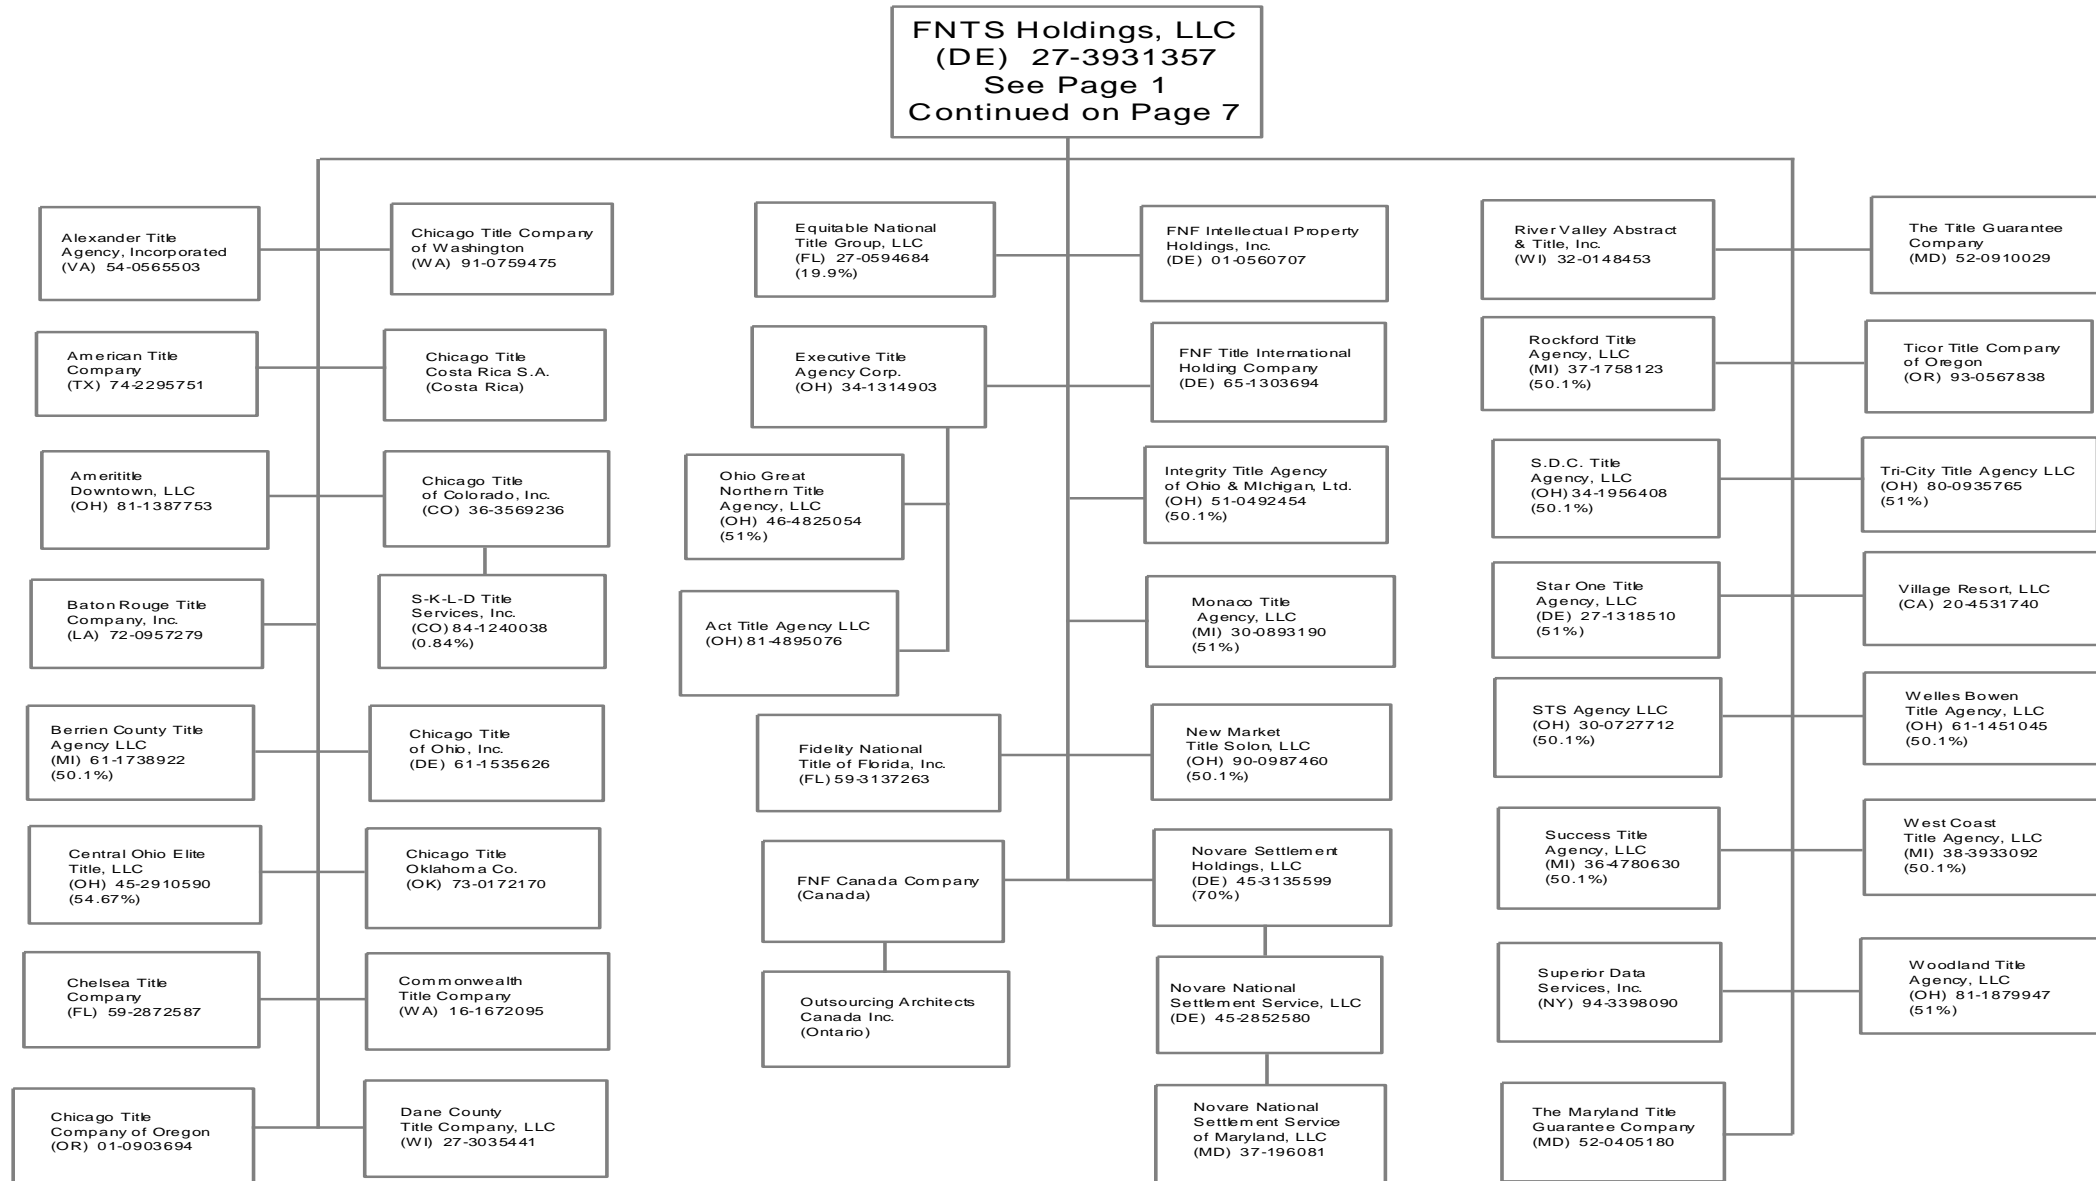 FNTS Holdings, LLC
(DE) 27-3931357
See Page 1
Continued on Page 7
Alexander Title
Agency, Incorporated
(VA) 54-0565503
Chicago Title Company
of Washington
(WA) 91-0759475
American Title
Company
(TX) 74-2295751
Chicago Title
Costa Rica S.A.
(Costa Rica)
Amerititle
Downtown, LLC
(OH) 81-1387753
Chicago Title
of Colorado, Inc.
(CO) 36-3569236
Baton Rouge Title
Company, Inc.
(LA) 72-0957279
S-K-L-D Title
Services, Inc.
(CO) 84-1240038
(0.84%)
Berrien County Title
Agency LLC
(MI) 61-1738922
(50.1%)
Chicago Title
of Ohio, Inc.
(DE) 61-1535626
Central Ohio Elite
Title, LLC
(OH) 45-2910590
(54.67%)
Chicago Title
Oklahoma Co.
(OK) 73-0172170
Chelsea Title
Company
(FL) 59-2872587
Commonwealth
Title Company
(WA) 16-1672095
Chicago Title
Company of Oregon
(OR) 01-0903694
Dane County
Title Company, LLC
(WI) 27-3035441
Equitable National
Title Group, LLC
(FL) 27-0594684
(19.9%)
FNF Intellectual Property
Holdings, Inc.
(DE) 01-0560707
Executive Title
Agency Corp.
(OH) 34-1314903
FNF Title International
Holding Company
(DE) 65-1303694
Ohio Great
Northern Title
Agency, LLC
(OH) 46-4825054
(51%)
Integrity Title Agency
of Ohio & MIchigan, Ltd.
(OH) 51-0492454
(50.1%)
Act Title Agency LLC
(OH) 81-4895076
Monaco Title
Agency, LLC
(MI) 30-0893190
(51%)
Fidelity National
Title of Florida, Inc.
(FL) 59-3137263
New Market
Title Solon, LLC
(OH) 90-0987460
(50.1%)
FNF Canada Company
(Canada)
Novare Settlement
Holdings, LLC
(DE) 45-3135599
(70%)
Outsourcing Architects
Canada Inc.
(Ontario)
Novare National
Settlement Service, LLC
(DE) 45-2852580
Novare National
Settlement Service
of Maryland, LLC
(MD) 37-196081
River Valley Abstract
& Title, Inc.
(WI) 32-0148453
The Title Guarantee
Company
(MD) 52-0910029
Rockford Title
Agency, LLC
(MI) 37-1758123
(50.1%)
Ticor Title Company
of Oregon
(OR) 93-0567838
S.D.C. Title
Agency, LLC
(OH) 34-1956408
(50.1%)
Tri-City Title Agency LLC
(OH) 80-0935765
(51%)
Star One Title
Agency, LLC
(DE) 27-1318510
(51%)
Village Resort, LLC
(CA) 20-4531740
STS Agency LLC
(OH) 30-0727712
(50.1%)
Welles Bowen
Title Agency, LLC
(OH) 61-1451045
(50.1%)
Success Title
Agency, LLC
(MI) 36-4780630
(50.1%)
West Coast
Title Agency, LLC
(MI) 38-3933092
(50.1%)
Superior Data
Services, Inc.
(NY) 94-3398090
Woodland Title
Agency, LLC
(OH) 81-1879947
(51%)
The Maryland Title
Guarantee Company
(MD) 52-0405180